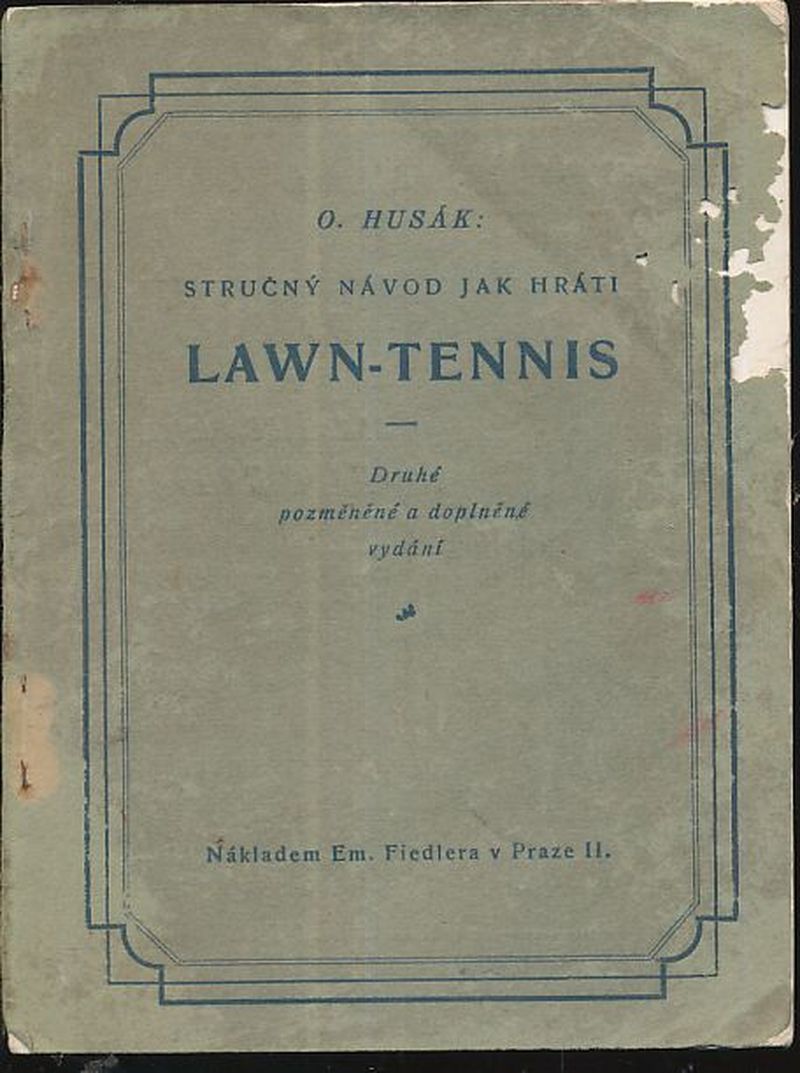 O. HUSÁK:
STRUČNÝ NÁVOD JAK HRÁTI
LAWN-TENNIS
Druhé
pozměněné a doplněné
vydání
Nákladem Em. Fiedlera v Praze II.